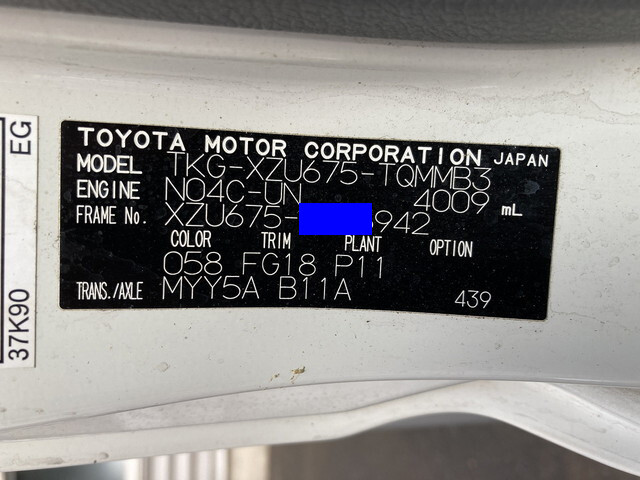 TOYOTA MOTOR CORPORATION JAPAN
MODEL TKG-XZU675-TQMMB3
ENGINE N04C-UN 4009 mL
FRAME No. XZU675- 942
COLOR TRIM PLANT OPTION
058 FG18 P11
TRANS./AXLE MYY5A B11A 439
37K90 EG